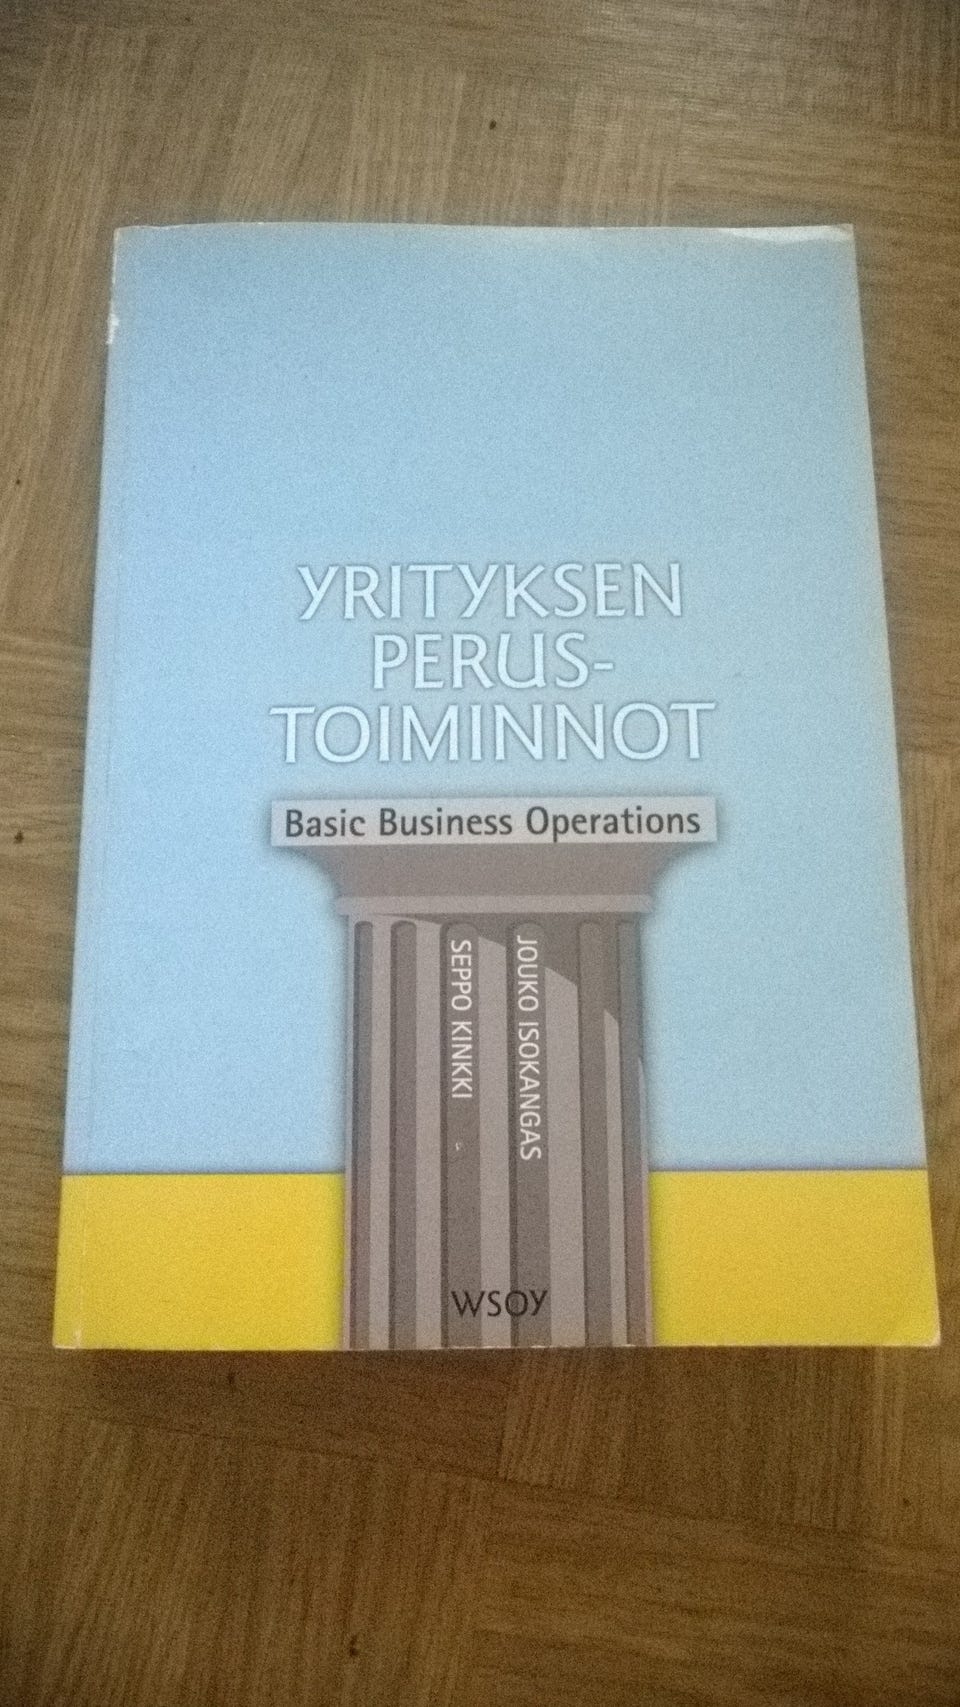 YRITYKSEN
PERUS-
TOIMINNOT
Basic Business Operations
JOUKO ISOKANGAS
SEPPO KINKKI
WSOY